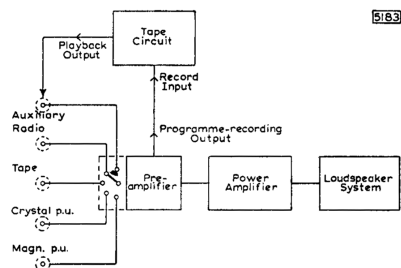 5183
Tape
Circuit
Playback
Output
Record
Input
Auxiliary
Radio
Programme-recording
Output
Tape
Pre-
amplifier
Power
Amplifier
Loudspeaker
System
Crystal p.u.
Magn. p.u.